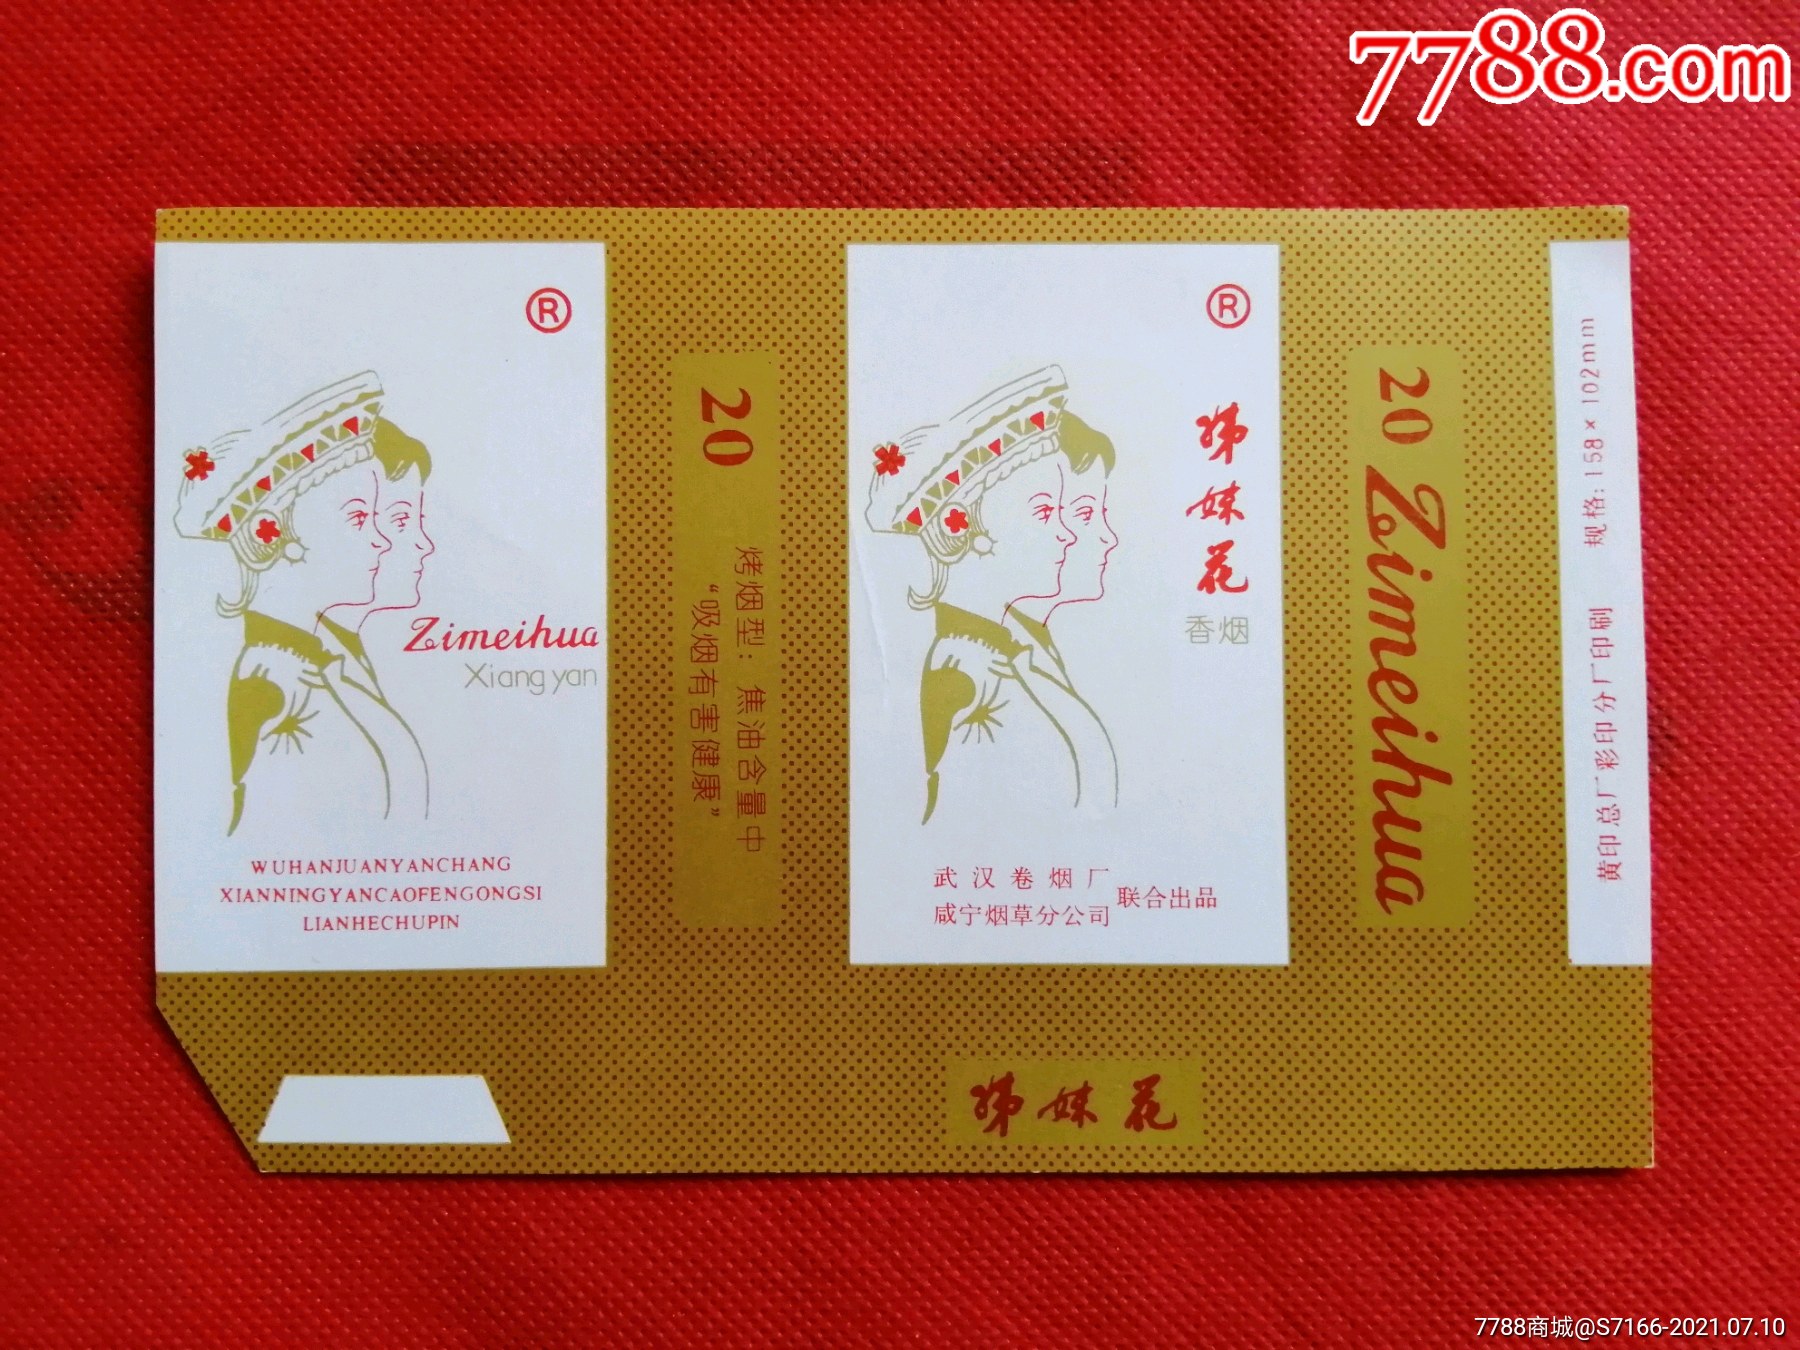 7788.com
®
Zimeihua
Xiangyan
WUHANJUANYANCHANG
XIANNINGYANCAOFENGONGSI
LIANHECHUPIN
20
烤烟型：焦油含量中
“吸烟有害健康”
®
姊妹花
香烟
武汉卷烟厂
咸宁烟草分公司
联合出品
20 Zimeihua
规格：158×102mm
黄印总厂彩印分厂印刷
姊妹花
7788商城@S7166-2021.07.10